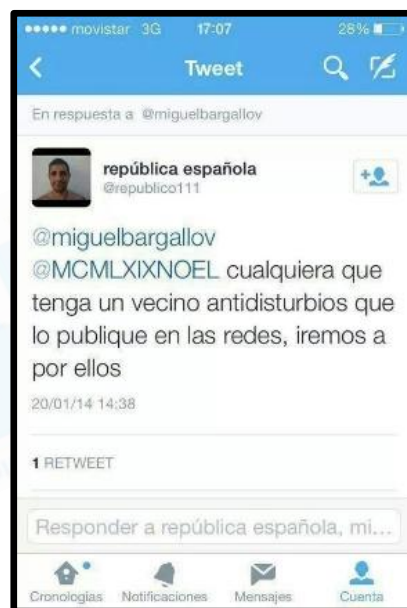 movistar 3G 17:07 28%
Tweet
En respuesta a @miguelbargallov
república española
@republico111
@miguelbargallov
@MCMLXIXNOEL cualquiera que
tenga un vecino antidisturbios que
lo publique en las redes, iremos a
por ellos
20/01/14 14:38
1 RETWEET
Responder a república española, mi...
Cronologías Notificaciones Mensajes Cuenta